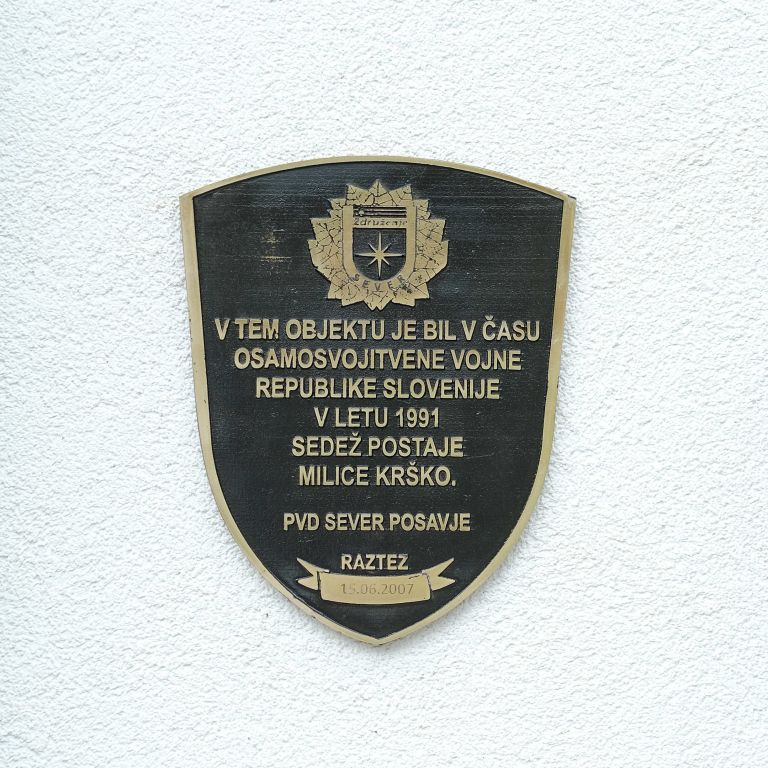 Združenje
SEVER
V TEM OBJEKTU JE BIL V ČASU
OSAMOSVOJITVENE VOJNE
REPUBLIKE SLOVENIJE
V LETU 1991
SEDEŽ POSTAJE
MILICE KRŠKO.
PVD SEVER POSAVJE
RAZTEZ
15.06.2007